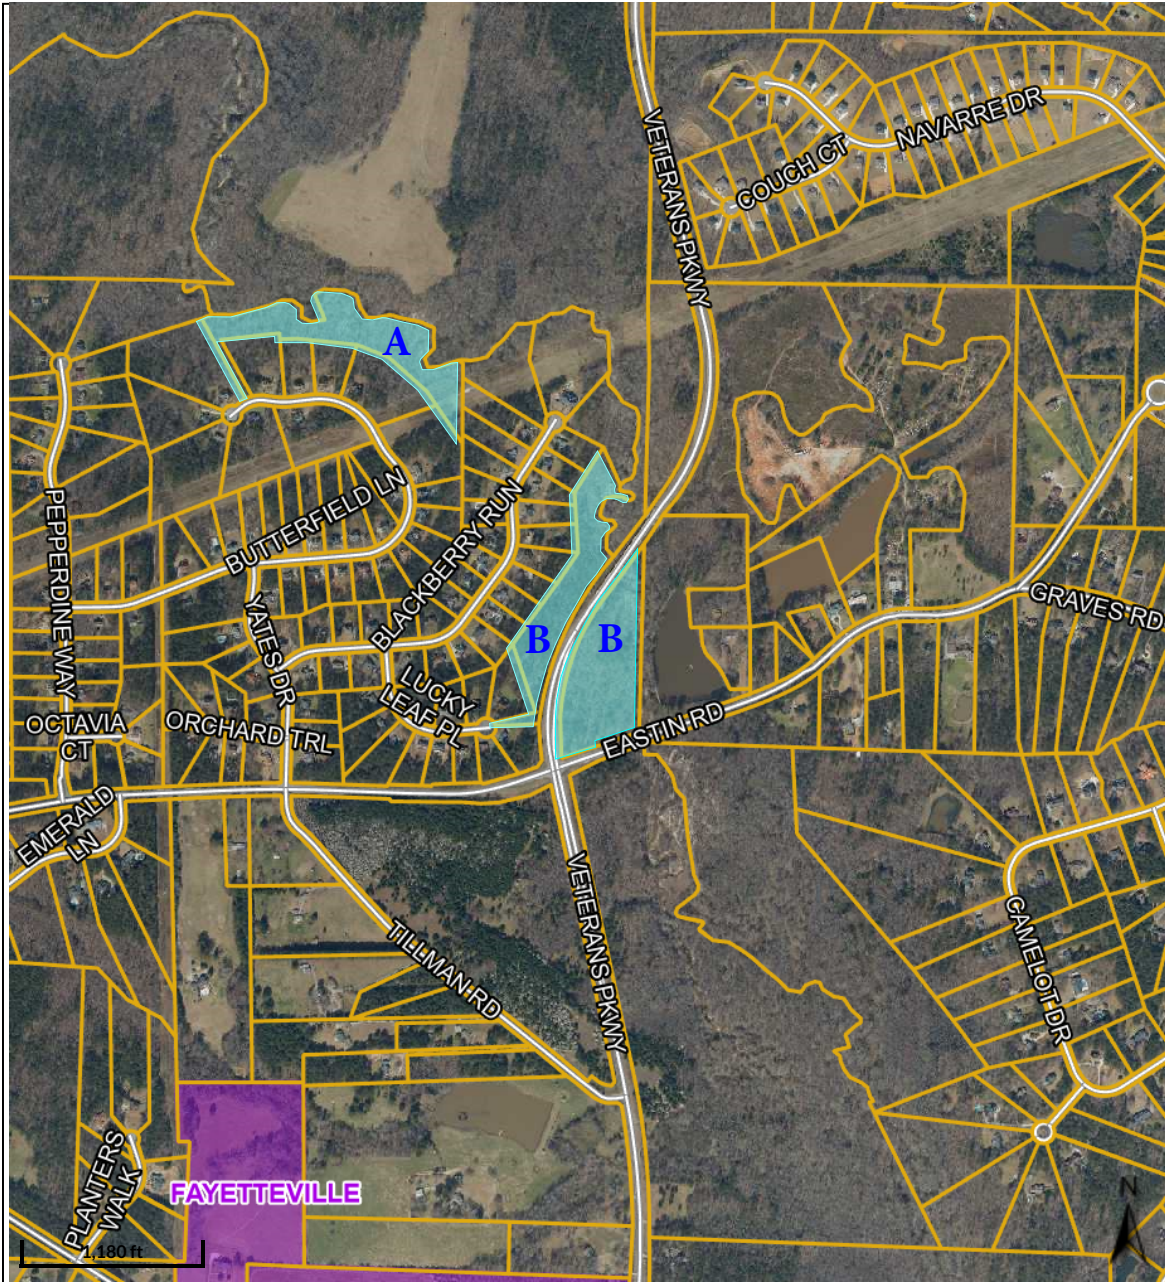 VETERANS PKWY
NAVARRE DR
COUCH CT
A
PEPPERDINE WAY
BUTTERFIELD LN
BLACKBERRY RUN
YATES DR
GRAVES RD
B
B
LUCKY
LEAF PL
OCTAVIA
CT
ORCHARD TRL
EASTIN RD
EMERALD
LN
VETERANS PKWY
TILLMAN RD
CAMELOT DR
PLANTERS
WALK
FAYETTEVILLE
N
1,180 ft